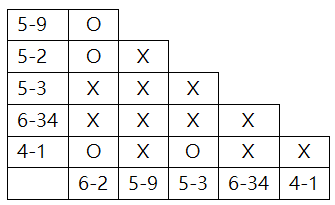 5-9 O
5-2 O X
5-3 X X X
6-34 X X X X
4-1 O X O X X
6-2 5-9 5-3 6-34 4-1